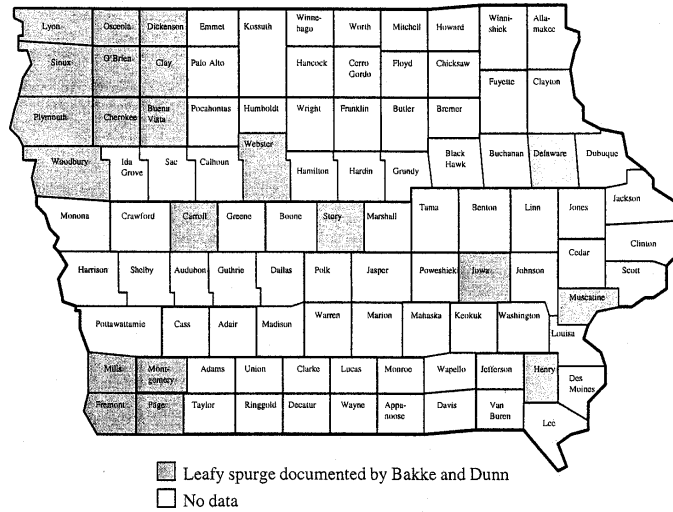 Lyon Osceola Dickenson Emmet Kossuth Winne-
hago Worth Mitchell Howard Winni-
shiek Alla-
makee
Sioux O'Brien Clay Palo Alto Hancock Cerro
Gordo Floyd Chicksaw
Fayette Clayton
Plymouth Cherokee Buena
Vista Pocahontas Humboldt Wright Franklin Butler Bremer
Woodbury Ida
Grove Sac Calhoun Webster Hamilton Hardin Grundy Black
Hawk Buchanan Delaware Dubuque
Monona Crawford Carroll Greene Boone Story Marshall Tama Benton Linn Jones Jackson
Cedar Clinton
Harrison Shelby Audubon Guthrie Dallas Polk Jasper Poweshiek Iowa Johnson Scott
Muscatine
Pottawattamie Cass Adair Madison Warren Marion Mahaska Keokuk Washington Louisa
Mills Mont-
gomery Adams Union Clarke Lucas Monroe Wapello Jefferson Henry Des
Moines
Fremont Page Taylor Ringgold Decatur Wayne Appa-
noose Davis Van
Buren Lee
Leafy spurge documented by Bakke and Dunn
No data